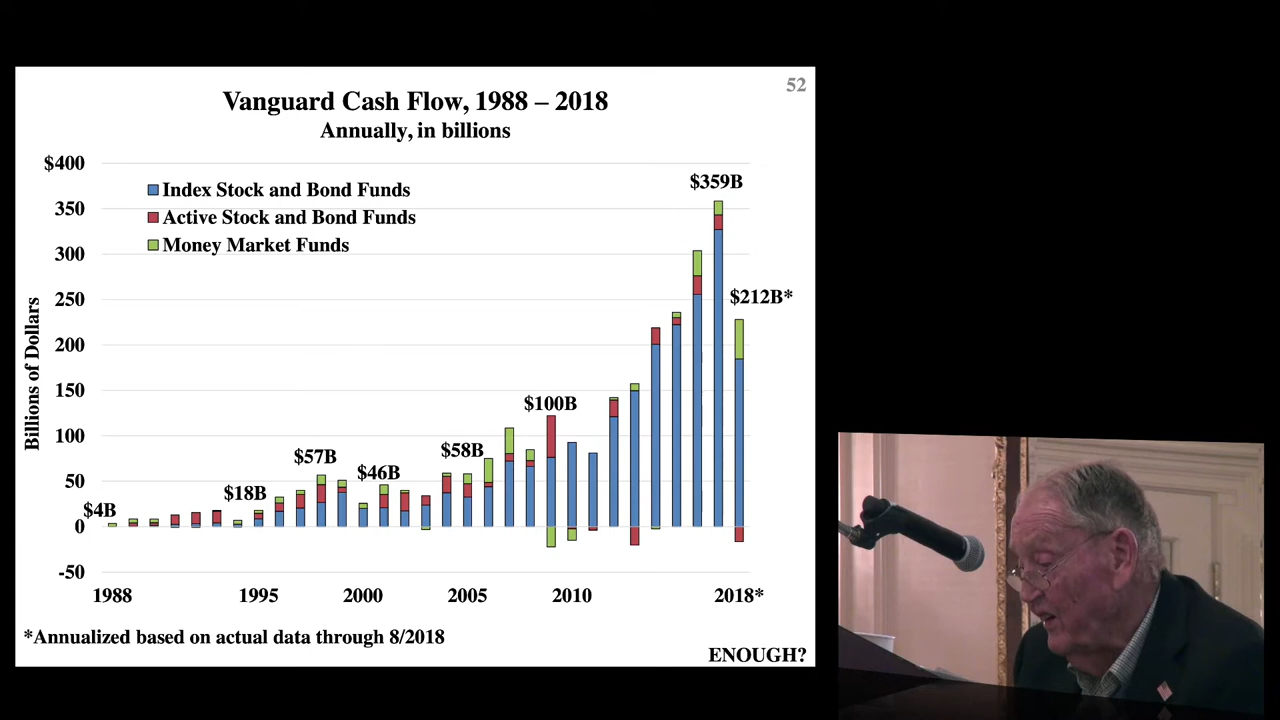 52
Vanguard Cash Flow, 1988 – 2018
Annually, in billions
Billions of Dollars
$400
350
300
250
200
150
100
50
0
-50
Index Stock and Bond Funds
Active Stock and Bond Funds
Money Market Funds
$4B
$18B
$57B
$46B
$58B
$100B
$359B
$212B*
1988
1995
2000
2005
2010
2018*
*Annualized based on actual data through 8/2018
ENOUGH?